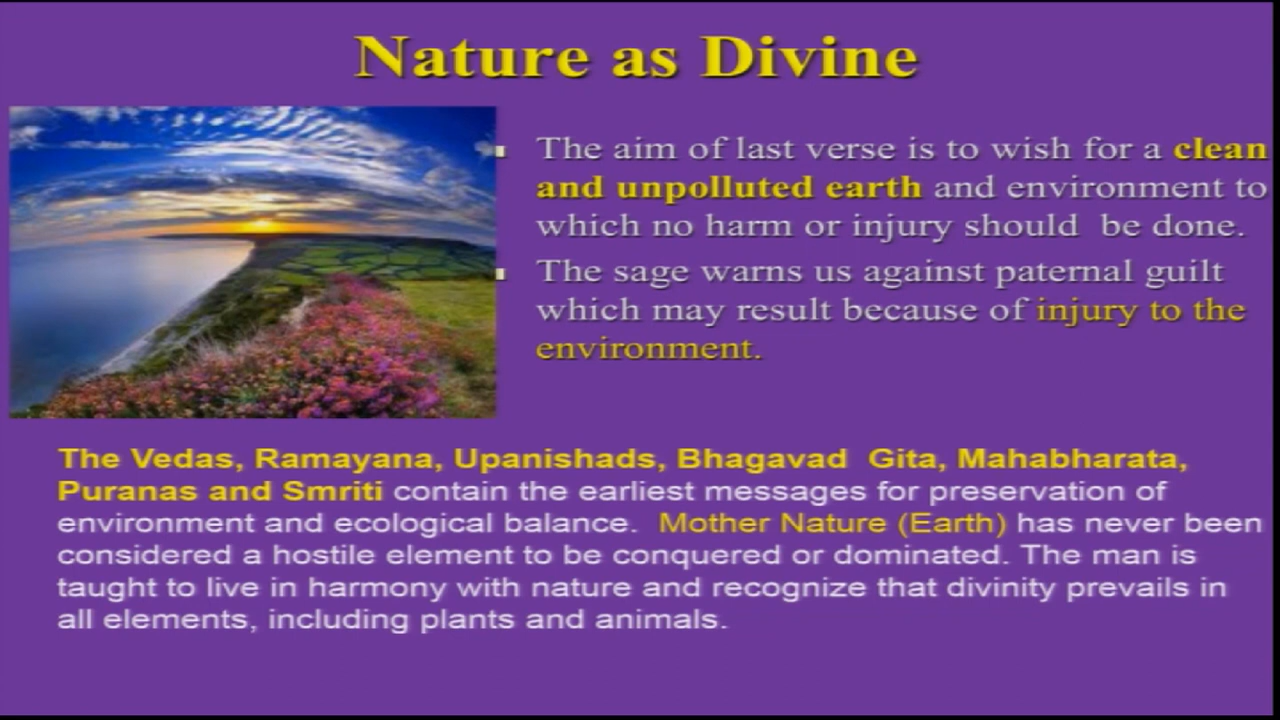 Nature as Divine
The aim of last verse is to wish for a clean
and unpolluted earth and environment to
which no harm or injury should be done.
The sage warns us against paternal guilt
which may result because of injury to the
environment.
The Vedas, Ramayana, Upanishads, Bhagavad Gita, Mahabharata,
Puranas and Smriti contain the earliest messages for preservation of
environment and ecological balance. Mother Nature (Earth) has never been
considered a hostile element to be conquered or dominated. The man is
taught to live in harmony with nature and recognize that divinity prevails in
all elements, including plants and animals.